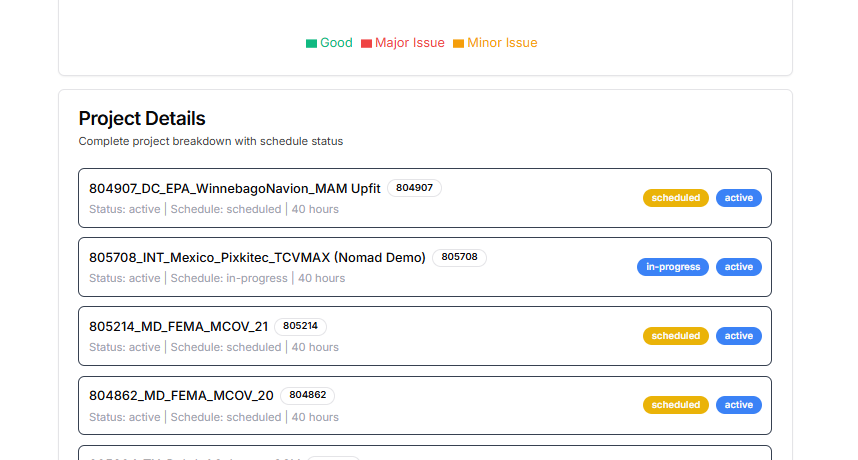 Good Major Issue Minor Issue
Project Details
Complete project breakdown with schedule status
804907_DC_EPA_WinnebagoNavion_MAM Upfit 804907
Status: active | Schedule: scheduled | 40 hours
scheduled active
805708_INT_Mexico_Pixkitec_TCVMAX (Nomad Demo) 805708
Status: active | Schedule: in-progress | 40 hours
in-progress active
805214_MD_FEMA_MCOV_21 805214
Status: active | Schedule: scheduled | 40 hours
scheduled active
804862_MD_FEMA_MCOV_20 804862
Status: active | Schedule: scheduled | 40 hours
scheduled active